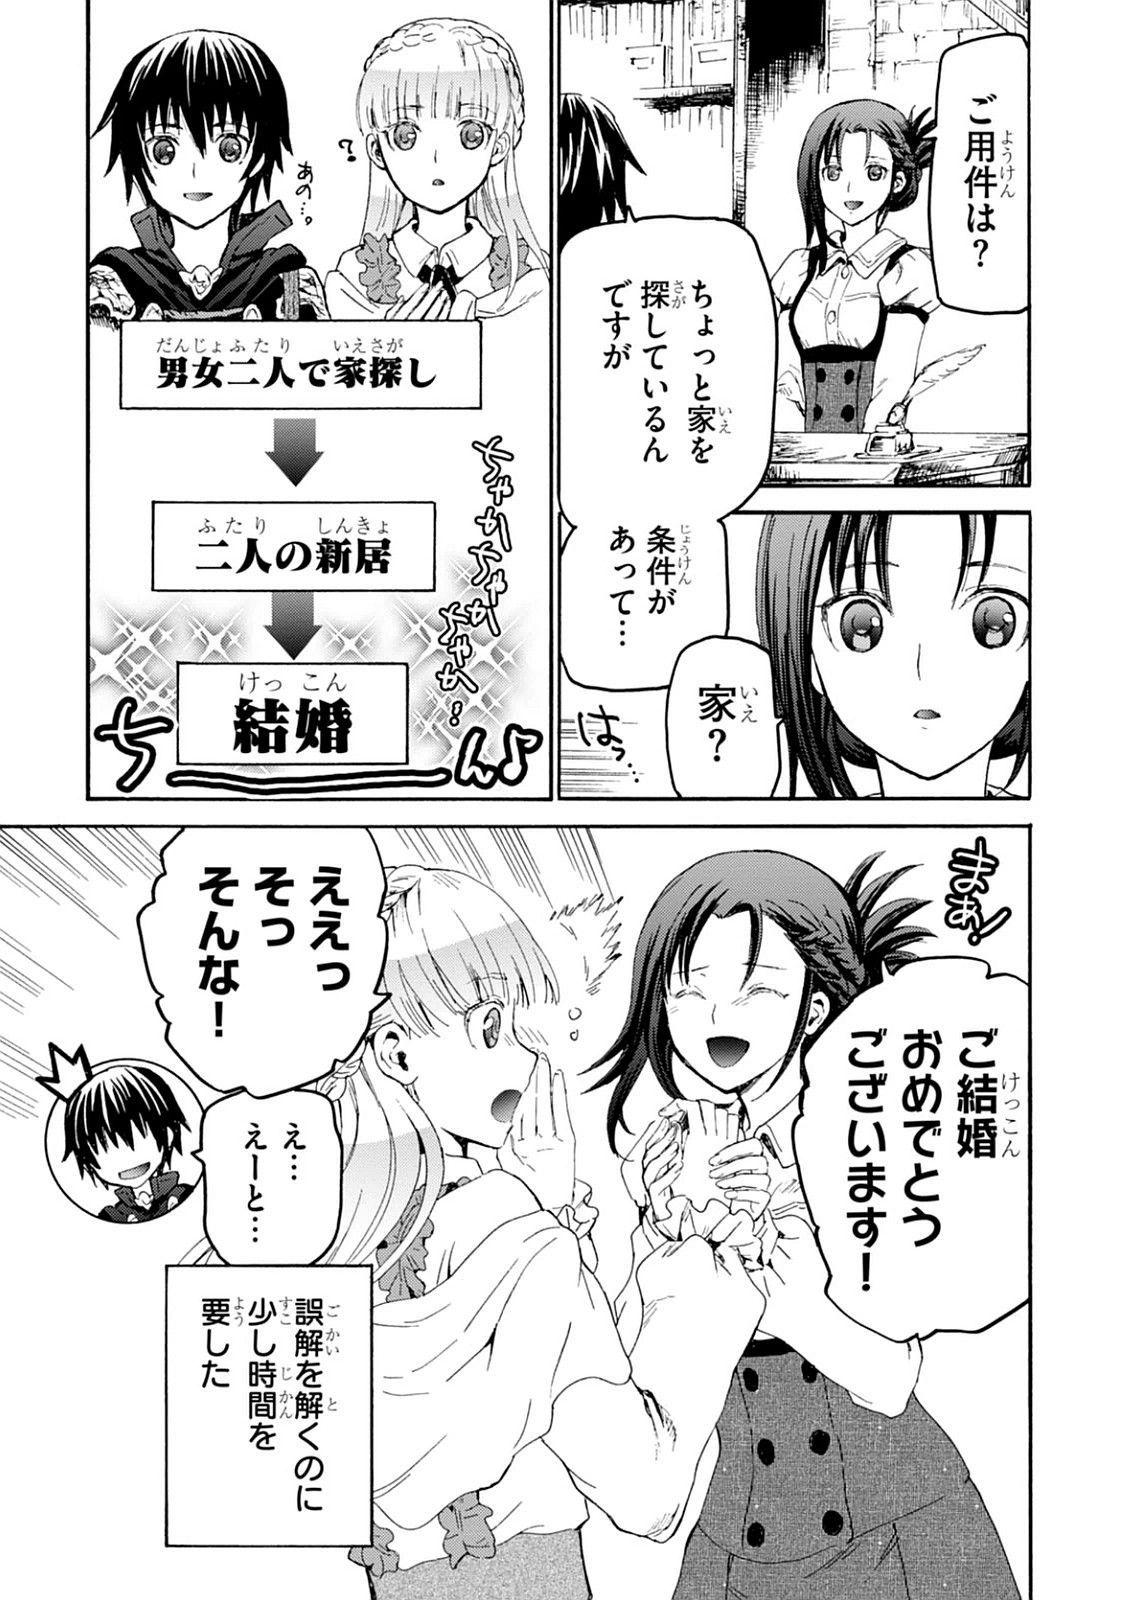 ご用件は?
ちょっと家を
探しているん
ですが
条件が
あって…
家?
はっ
あの…。
?
男女二人で家探し
二人の新居
結婚
ちゃか
ちゃか
ちゃか…
ちーん♪
まぁ!
ご結婚
おめでとう
ございます!
ええっ
そっ
そんな!
え…
えーと…
誤解を解くのに
少し時間を
要した